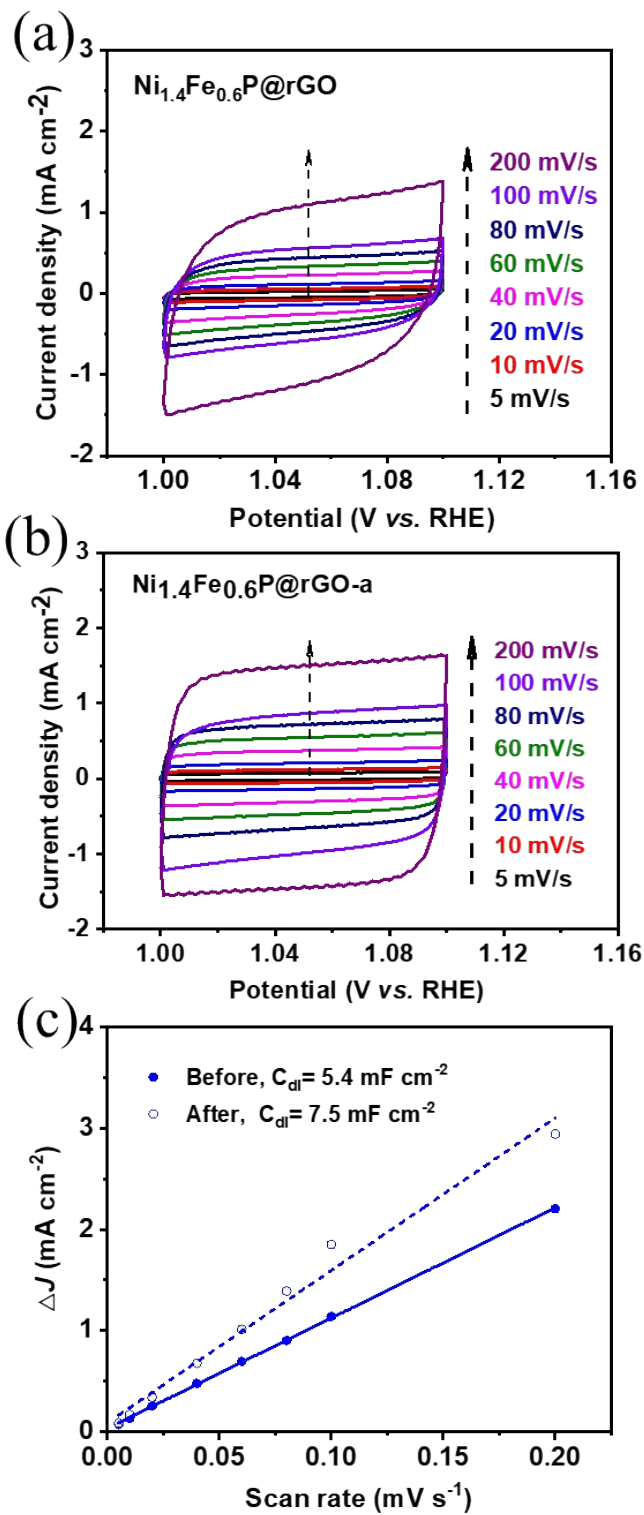 (a)
3
2
1
0
-1
-2
Current density (mA cm⁻²)
Ni₁.₄Fe₀.₆P@rGO
200 mV/s
100 mV/s
80 mV/s
60 mV/s
40 mV/s
20 mV/s
10 mV/s
5 mV/s
1.00 1.04 1.08 1.12 1.16
Potential (V vs. RHE)
(b)
3
2
1
0
-1
-2
Current density (mA cm⁻²)
Ni₁.₄Fe₀.₆P@rGO-a
200 mV/s
100 mV/s
80 mV/s
60 mV/s
40 mV/s
20 mV/s
10 mV/s
5 mV/s
1.00 1.04 1.08 1.12 1.16
Potential (V vs. RHE)
(c)
4
3
2
1
0
△J (mA cm⁻²)
Before, C_dl= 5.4 mF cm⁻²
After, C_dl= 7.5 mF cm⁻²
0.00 0.05 0.10 0.15 0.20
Scan rate (mV s⁻¹)